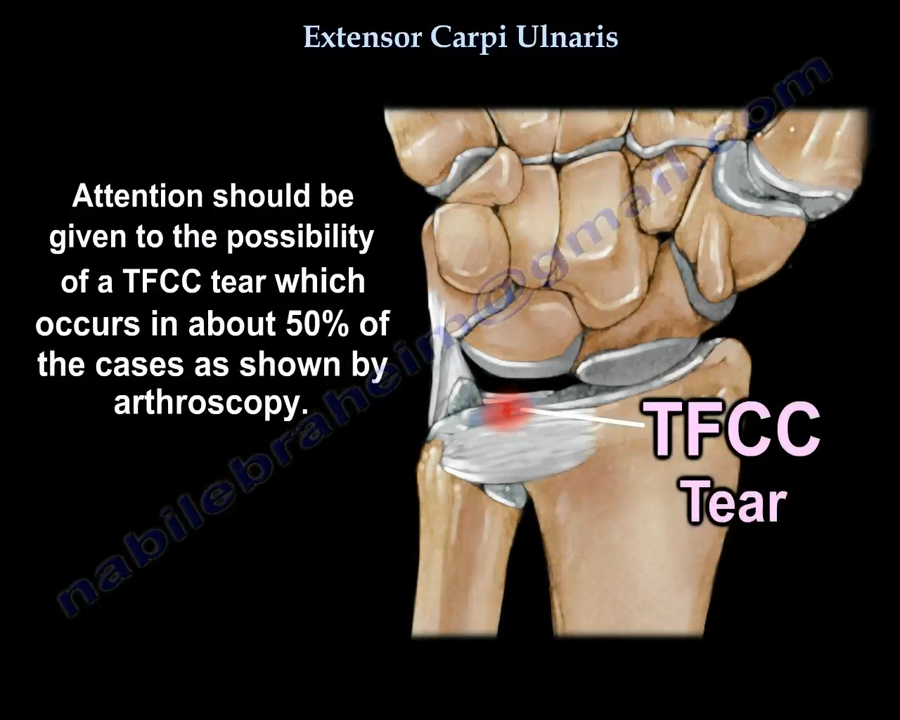 Extensor Carpi Ulnaris
Attention should be
given to the possibility
of a TFCC tear which
occurs in about 50% of
the cases as shown by
arthroscopy.
TFCC
Tear
nabilebraheim@gmail.com